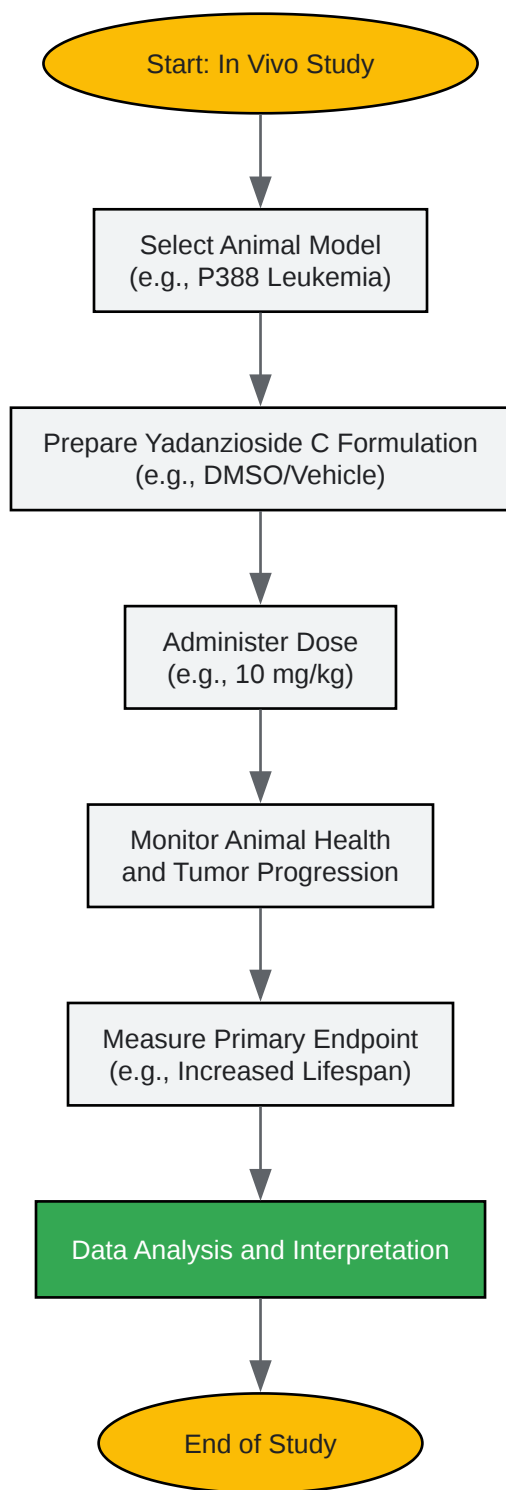 Start: In Vivo Study
Select Animal Model
(e.g., P388 Leukemia)
Prepare Yadanzioside C Formulation
(e.g., DMSO/Vehicle)
Administer Dose
(e.g., 10 mg/kg)
Monitor Animal Health
and Tumor Progression
Measure Primary Endpoint
(e.g., Increased Lifespan)
Data Analysis and Interpretation
End of Study